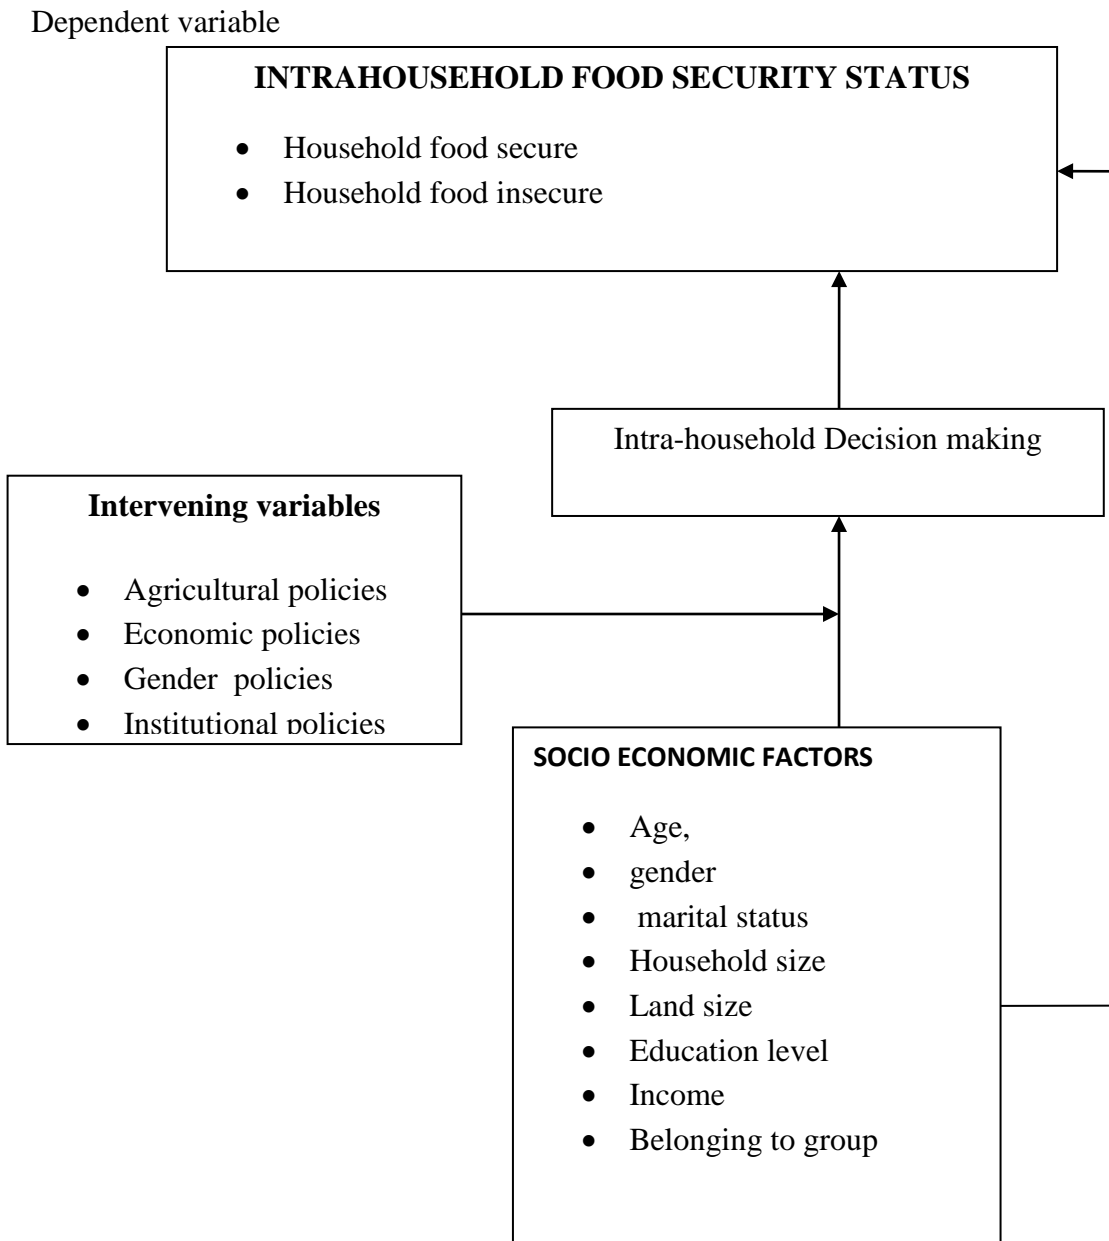 Dependent variable
INTRAHOUSEHOLD FOOD SECURITY STATUS
• Household food secure
• Household food insecure
Intra-household Decision making
Intervening variables
• Agricultural policies
• Economic policies
• Gender policies
• Institutional policies
SOCIO ECONOMIC FACTORS
• Age,
• gender
• marital status
• Household size
• Land size
• Education level
• Income
• Belonging to group